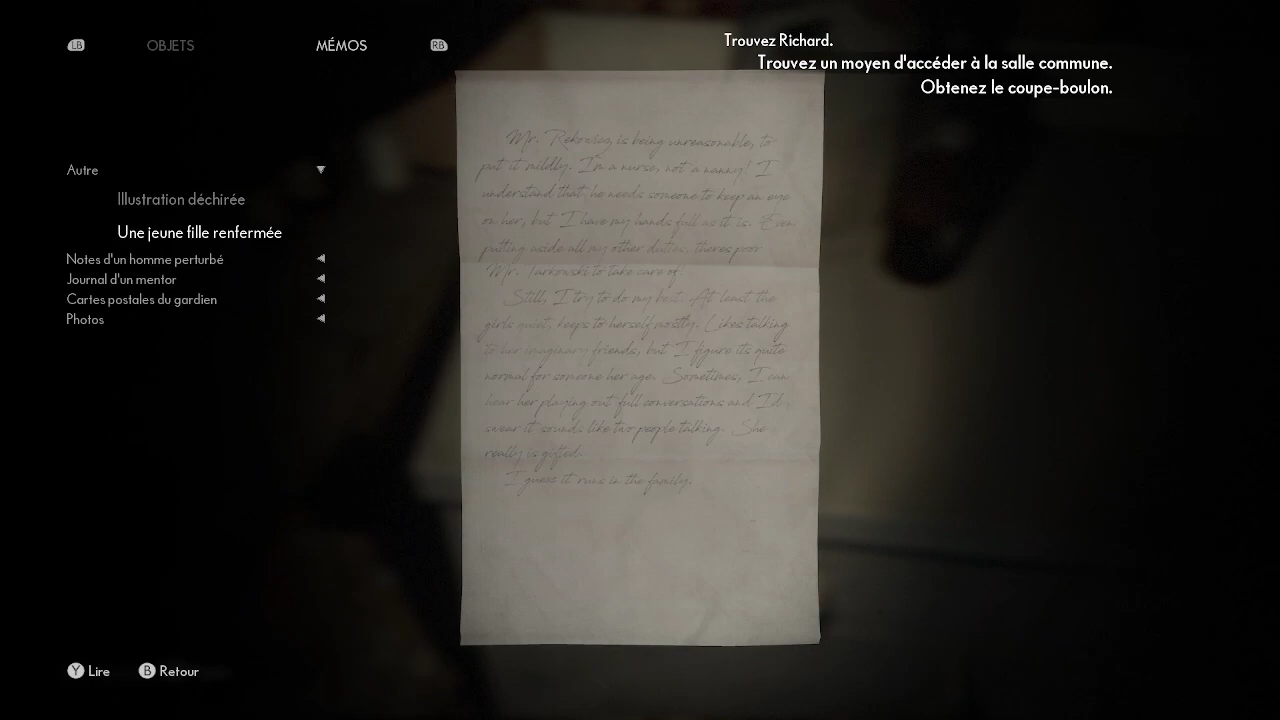 LB
OBJETS
MÉMOS
RB
Trouvez Richard.
Trouvez un moyen d'accéder à la salle commune.
Obtenez le coupe-boulon.
Autre
Illustration déchirée
Une jeune fille renfermée
Notes d'un homme perturbé
Journal d'un mentor
Cartes postales du gardien
Photos
Mr. Rekowicz is being unreasonable, to
put it mildly. I'm a nurse, not a nanny! I
understand that he needs someone to keep an eye
on her, but I have my hands full as it is. Even
putting aside all my other duties, theres poor
Mr. Tarkowski to take care of.
Still, I try to do my best. At least the
girls quiet, keeps to herself mostly. Likes talking
to her imaginary friends, but I figure its quite
normal for someone her age. Sometimes, I can
hear her playing out full conversations and I'd
swear it sounds like two people talking. She
really is gifted.
I guess it runs in the family.
Y Lire
B Retour